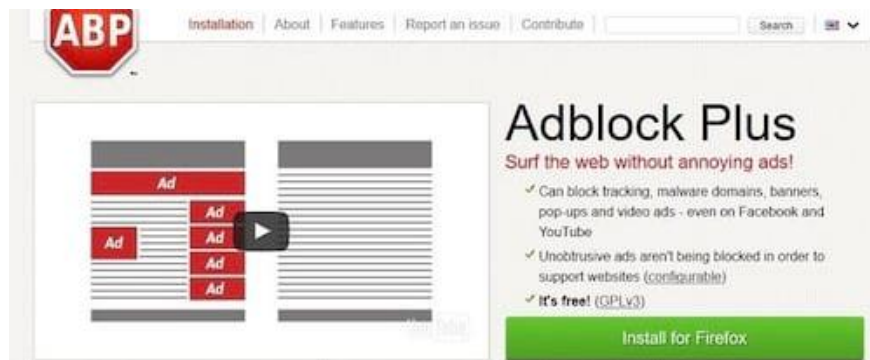 ABP
Installation About Features Report an issue Contribute Search
Adblock Plus
Surf the web without annoying ads!
Can block tracking, malware domains, banners,
pop-ups and video ads - even on Facebook and
YouTube
Unobtrusive ads aren't being blocked in order to
support websites (configurable)
It's free! (GPLv3)
Install for Firefox
Ad
Ad
Ad
Ad
Ad
Ad
YouTube